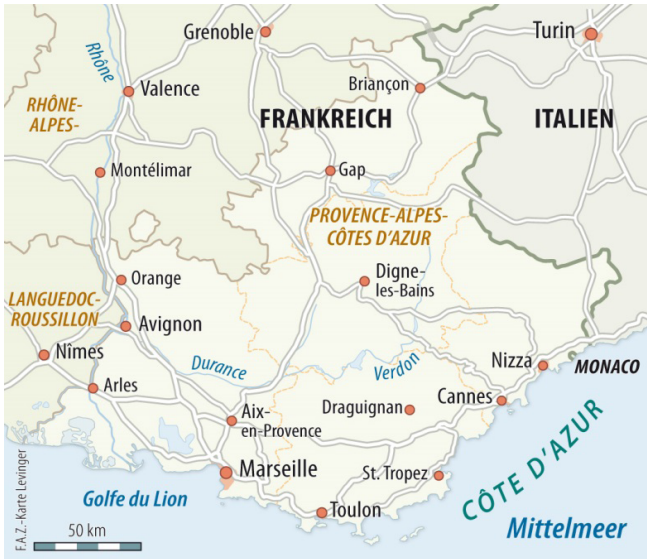 Grenoble
Turin
Rhône
Valence
Briançon
RHÔNE-
ALPES-
FRANKREICH
ITALIEN
Montélimar
Gap
PROVENCE-ALPES-
CÔTES D'AZUR
Orange
Digne-
les-Bains
LANGUEDOC-
ROUSSILLON
Avignon
Nîmes
Durance
Verdon
Nizza
MONACO
Arles
Aix-
en-Provence
Draguignan
Cannes
Marseille
St. Tropez
CÔTE D'AZUR
Golfe du Lion
Toulon
Mittelmeer
F.A.Z.-Karte Levinger
50 km